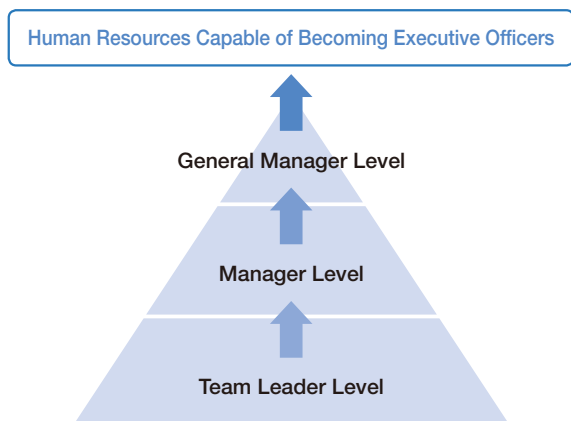 Human Resources Capable of Becoming Executive Officers
General Manager Level
Manager Level
Team Leader Level